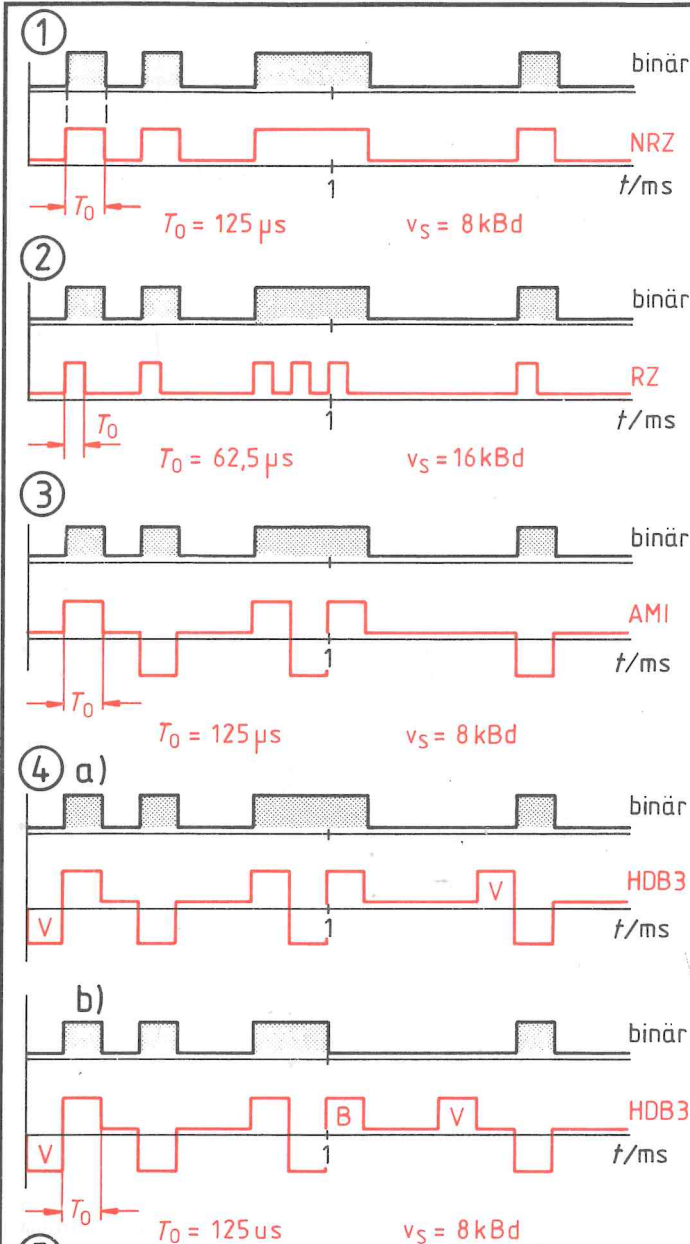 1
binär
NRZ
1
t/ms
T₀
T₀ = 125 µs
vₛ = 8 kBd
2
binär
RZ
1
t/ms
T₀
T₀ = 62,5 µs
vₛ = 16 kBd
3
binär
AMI
1
t/ms
T₀
T₀ = 125 µs
vₛ = 8 kBd
4 a)
binär
HDB3
V
V
1
t/ms
b)
binär
HDB3
V
B
V
1
t/ms
T₀
T₀ = 125 us
vₛ = 8 kBd